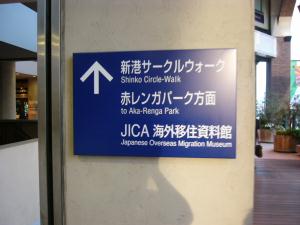 新港サークルウォーク
Shinko Circle-Walk
赤レンガパーク方面
to Aka-Renga Park
JICA 海外移住資料館
Japanese Overseas Migration Museum